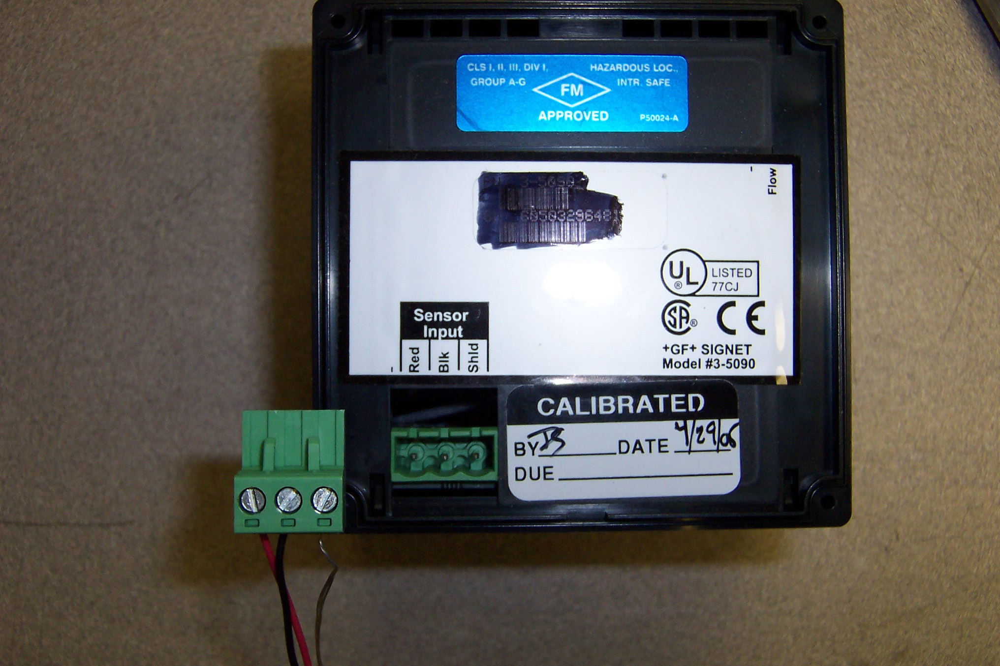 CLS I, II, III, DIV I, HAZARDOUS LOC.,
GROUP A-G FM INTR. SAFE
APPROVED P50024-A
Flow
UL® LISTED
77CJ
SA® CE
+GF+ SIGNET
Model #3-5090
Sensor
Input
Red
Blk
Shld
CALIBRATED
BY DATE 4/29/06
DUE